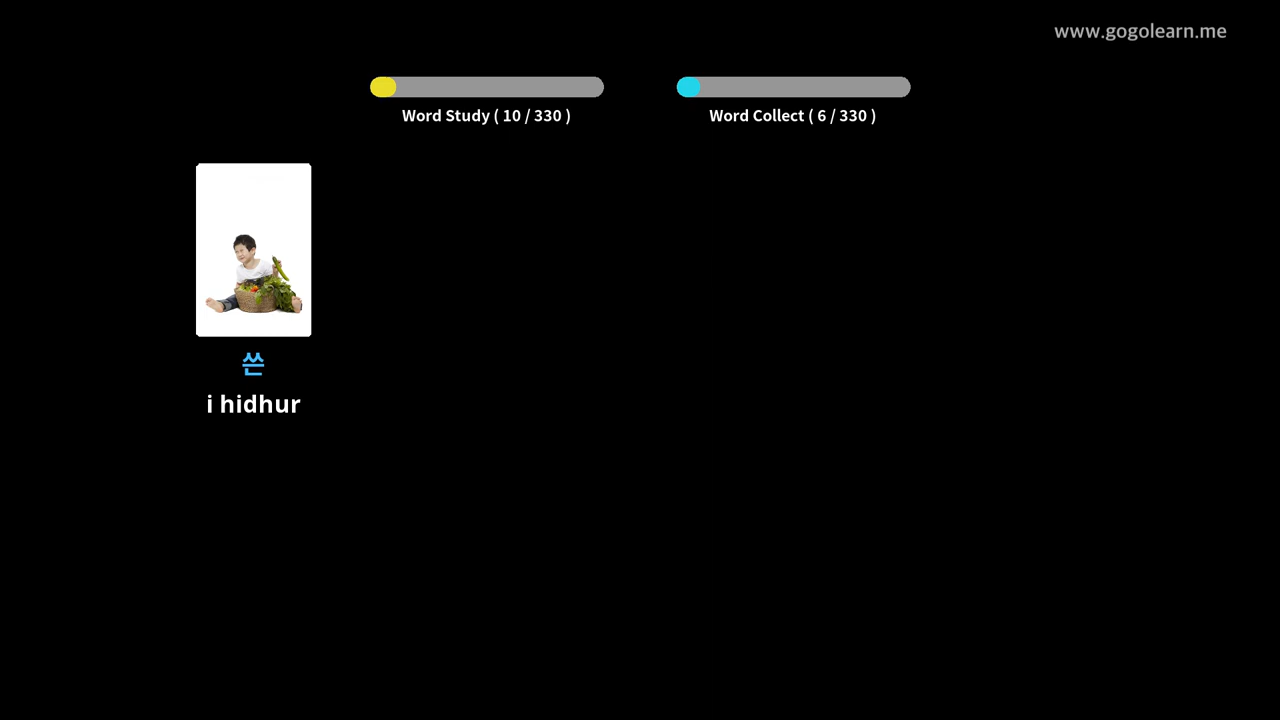 www.gogolearn.me
Word Study ( 10 / 330 )
Word Collect ( 6 / 330 )
쓴
i hidhur